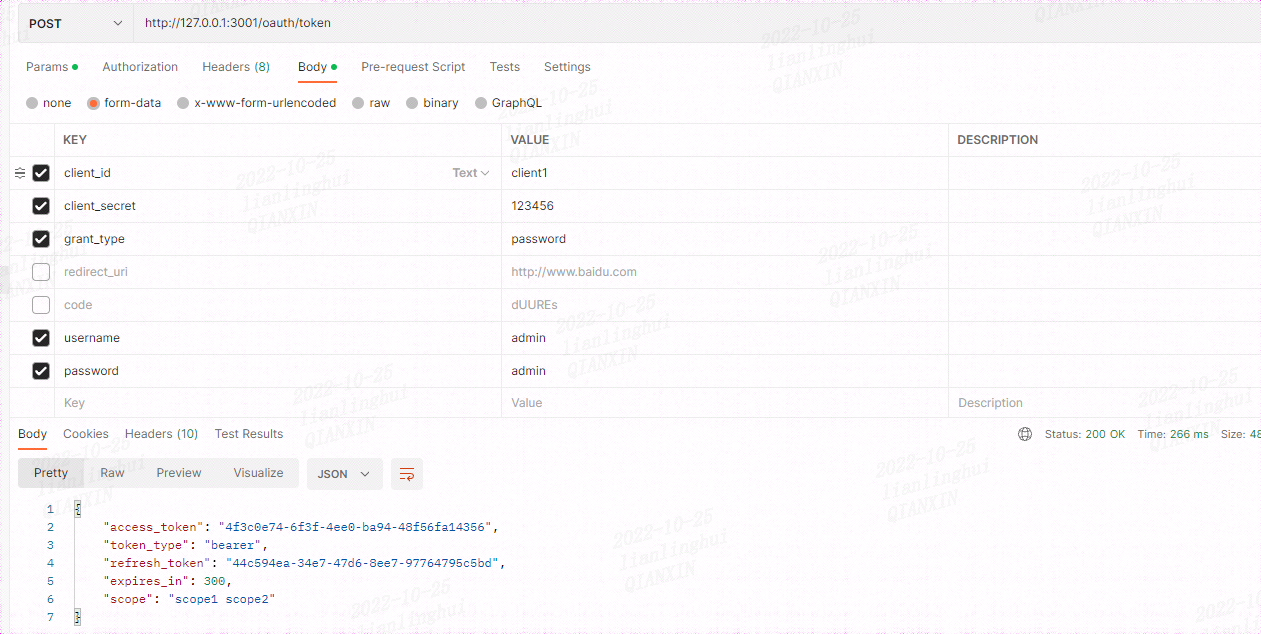 POST http://127.0.0.1:3001/oauth/token
Params Authorization Headers (8) Body Pre-request Script Tests Settings
none form-data x-www-form-urlencoded raw binary GraphQL
KEY VALUE DESCRIPTION
client_id Text client1
client_secret 123456
grant_type password
redirect_uri http://www.baidu.com
code dUUREs
username admin
password admin
Key Value Description
Body Cookies Headers (10) Test Results Status: 200 OK Time: 266 ms Size: 48
Pretty Raw Preview Visualize JSON
1 {
2 "access_token": "4f3c0e74-6f3f-4ee0-ba94-48f56fa14356",
3 "token_type": "bearer",
4 "refresh_token": "44c594ea-34e7-47d6-8ee7-97764795c5bd",
5 "expires_in": 300,
6 "scope": "scope1 scope2"
7 }
2022-10-25
lianlinghui
QIANXIN